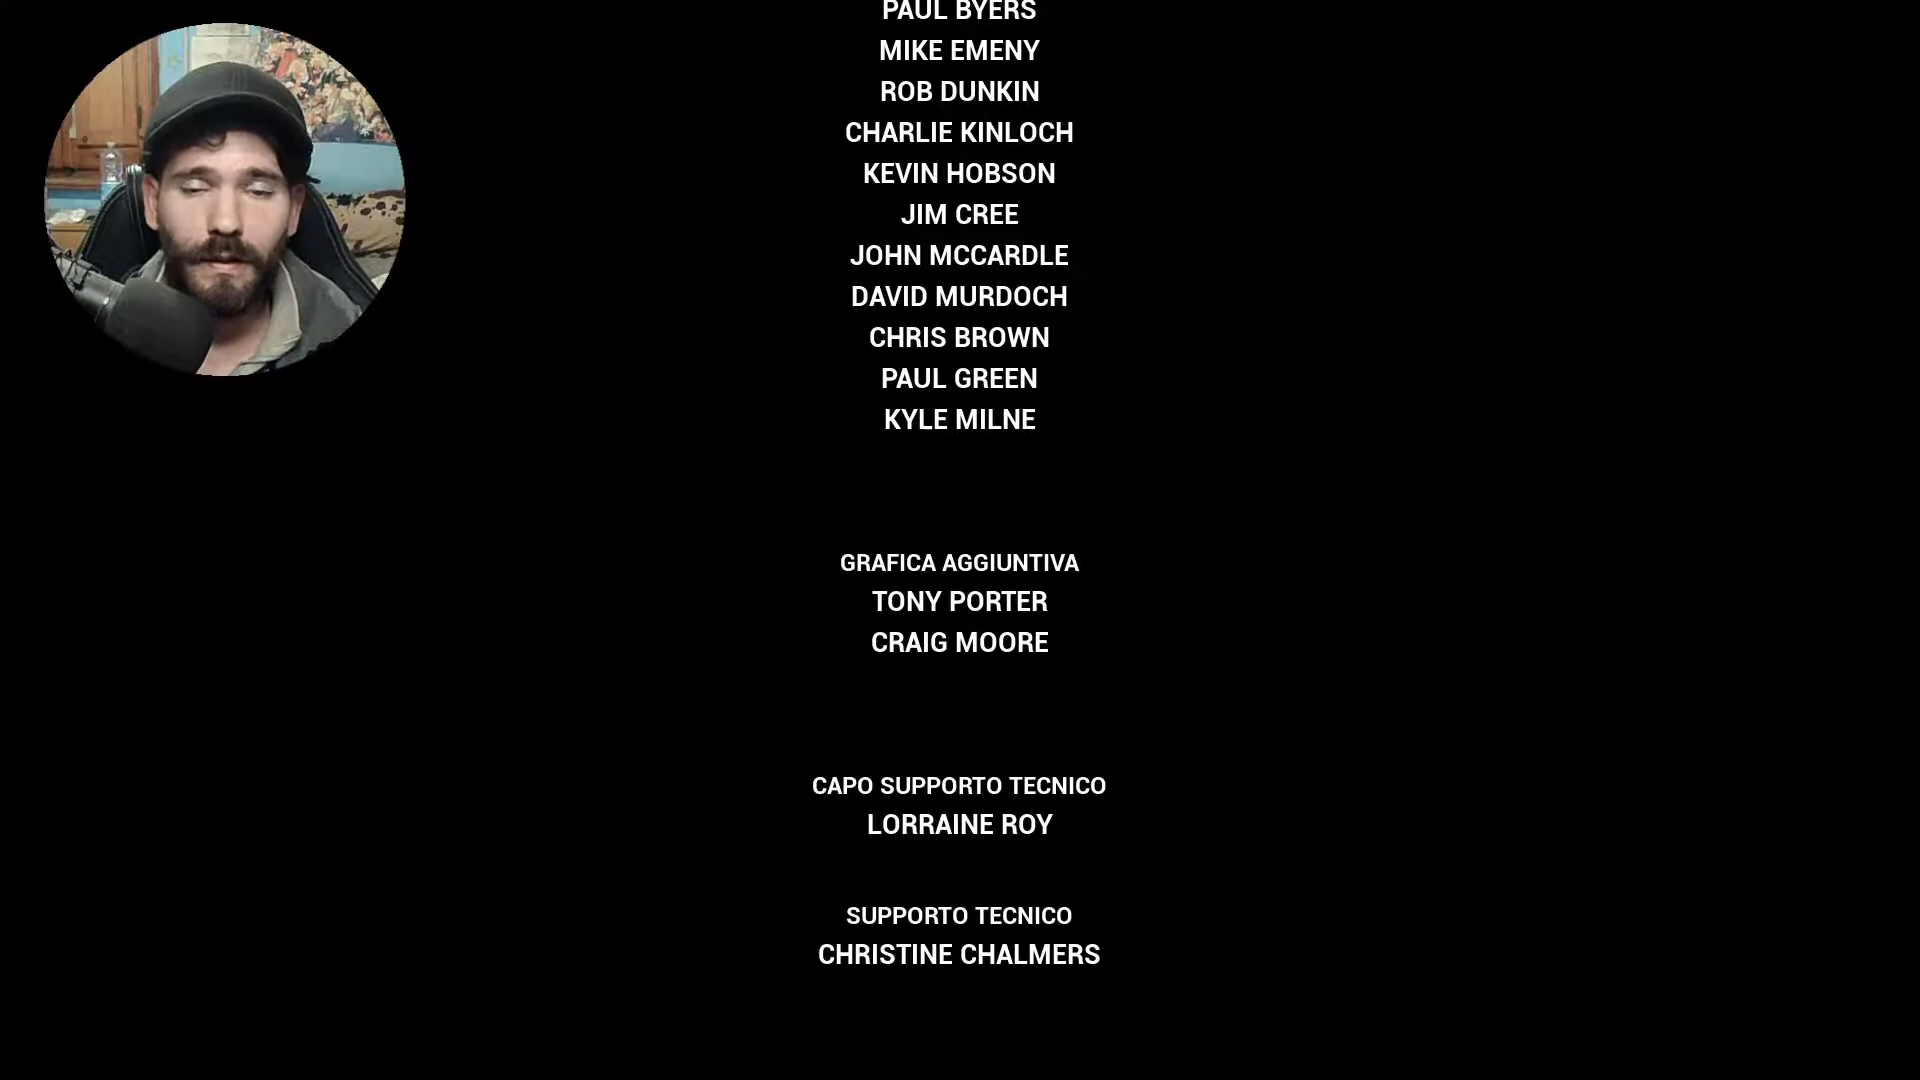 PAUL BYERS
MIKE EMENY
ROB DUNKIN
CHARLIE KINLOCH
KEVIN HOBSON
JIM CREE
JOHN MCCARDLE
DAVID MURDOCH
CHRIS BROWN
PAUL GREEN
KYLE MILNE
GRAFICA AGGIUNTIVA
TONY PORTER
CRAIG MOORE
CAPO SUPPORTO TECNICO
LORRAINE ROY
SUPPORTO TECNICO
CHRISTINE CHALMERS